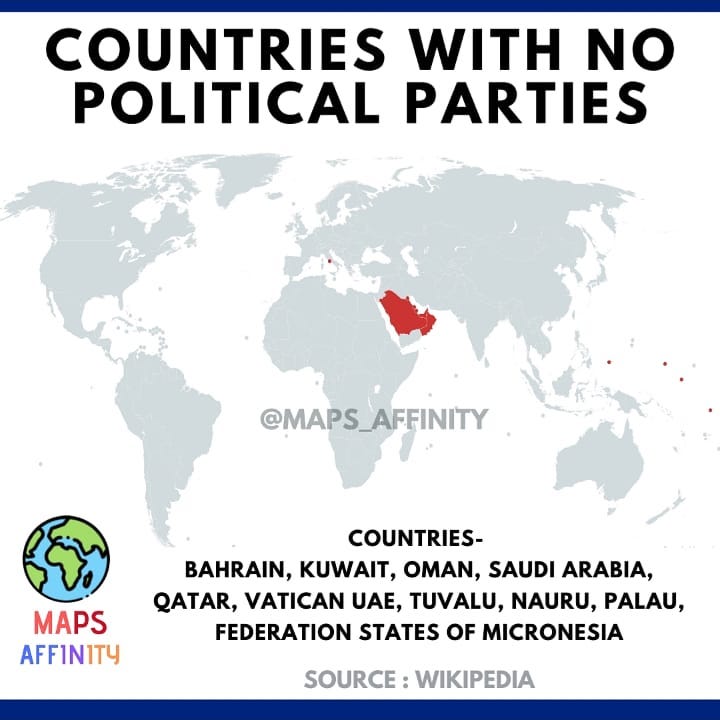 COUNTRIES WITH NO
POLITICAL PARTIES
@MAPS_AFFINITY
COUNTRIES-
BAHRAIN, KUWAIT, OMAN, SAUDI ARABIA,
QATAR, VATICAN UAE, TUVALU, NAURU, PALAU,
FEDERATION STATES OF MICRONESIA
MAPS
AFFINITY
SOURCE : WIKIPEDIA